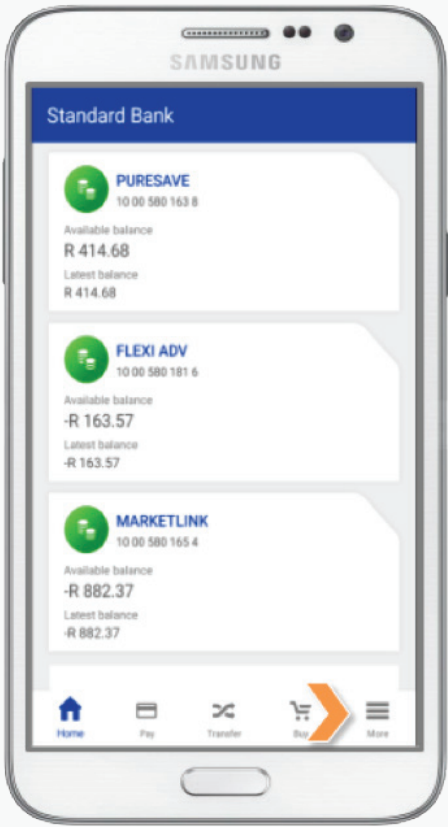 SAMSUNG
Standard Bank
PURESAVE
10 00 580 163 8
Available balance
R 414.68
Latest balance
R 414.68
FLEXI ADV
10 00 580 181 6
Available balance
-R 163.57
Latest balance
-R 163.57
MARKETLINK
10 00 580 165 4
Available balance
-R 882.37
Latest balance
-R 882.37
Home Pay Transfer Buy More